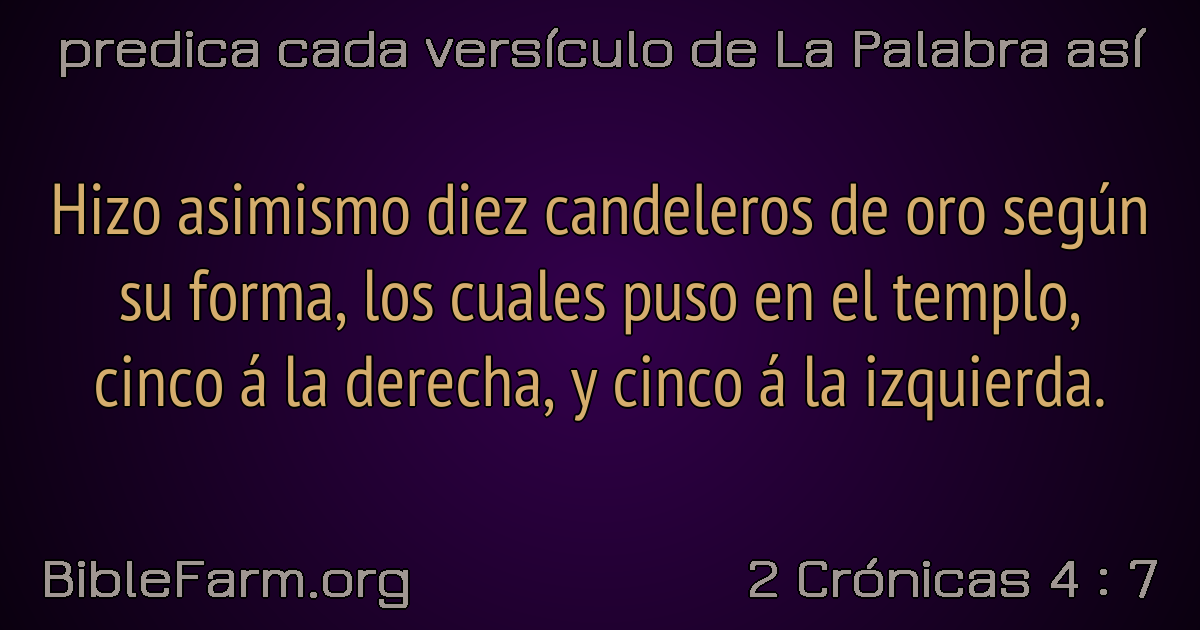 predica cada versículo de La Palabra así
Hizo asimismo diez candeleros de oro según
su forma, los cuales puso en el templo,
cinco á la derecha, y cinco á la izquierda.
BibleFarm.org
2 Crónicas 4 : 7